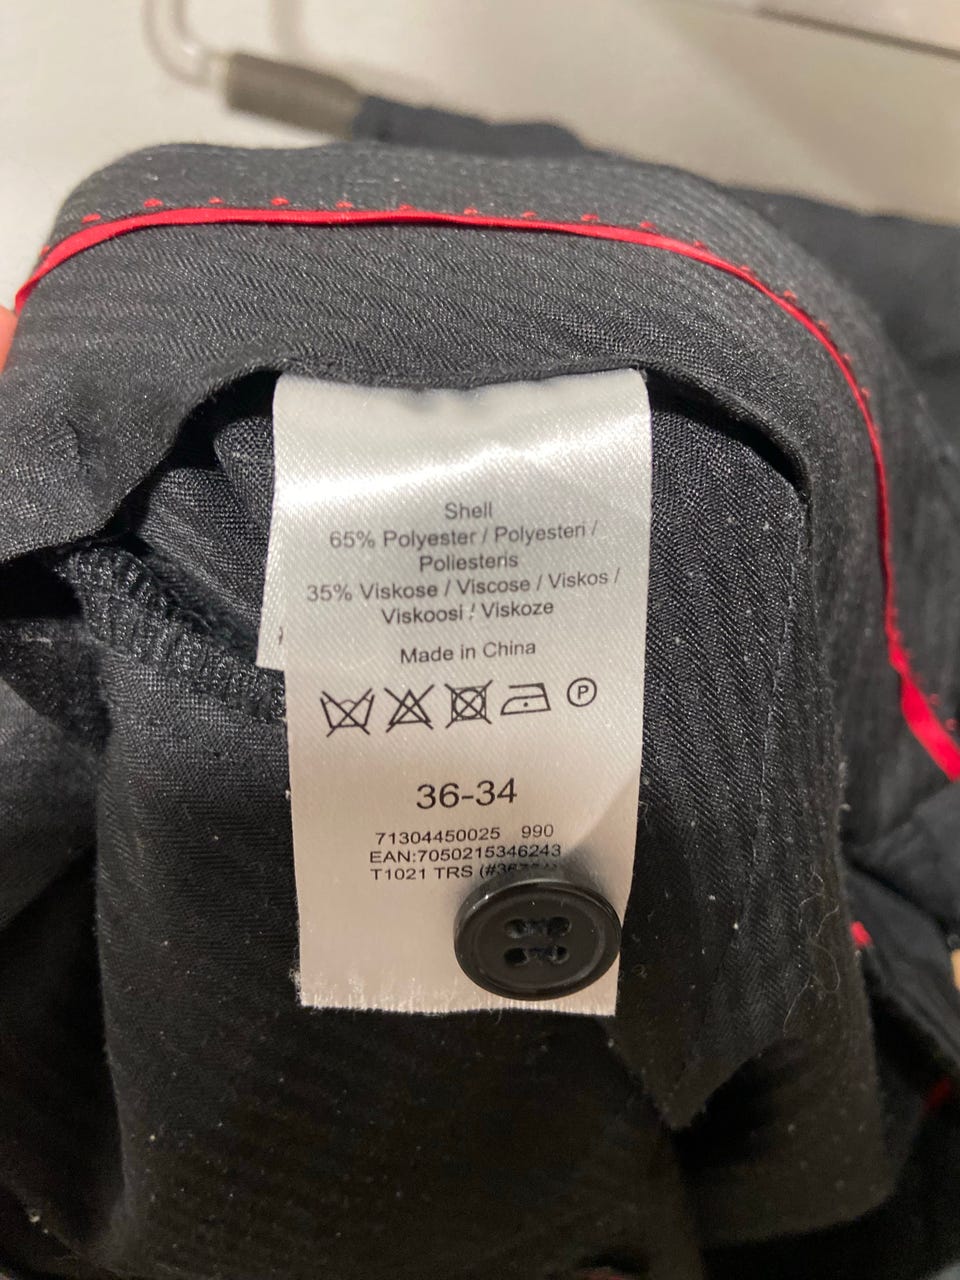 Shell
65% Polyester / Polyesteri /
Poliesteris
35% Viskose / Viscose / Viskos /
Viskoosi / Viskoze
Made in China
P
36-34
71304450025 990
EAN:7050215346243
T1021 TRS